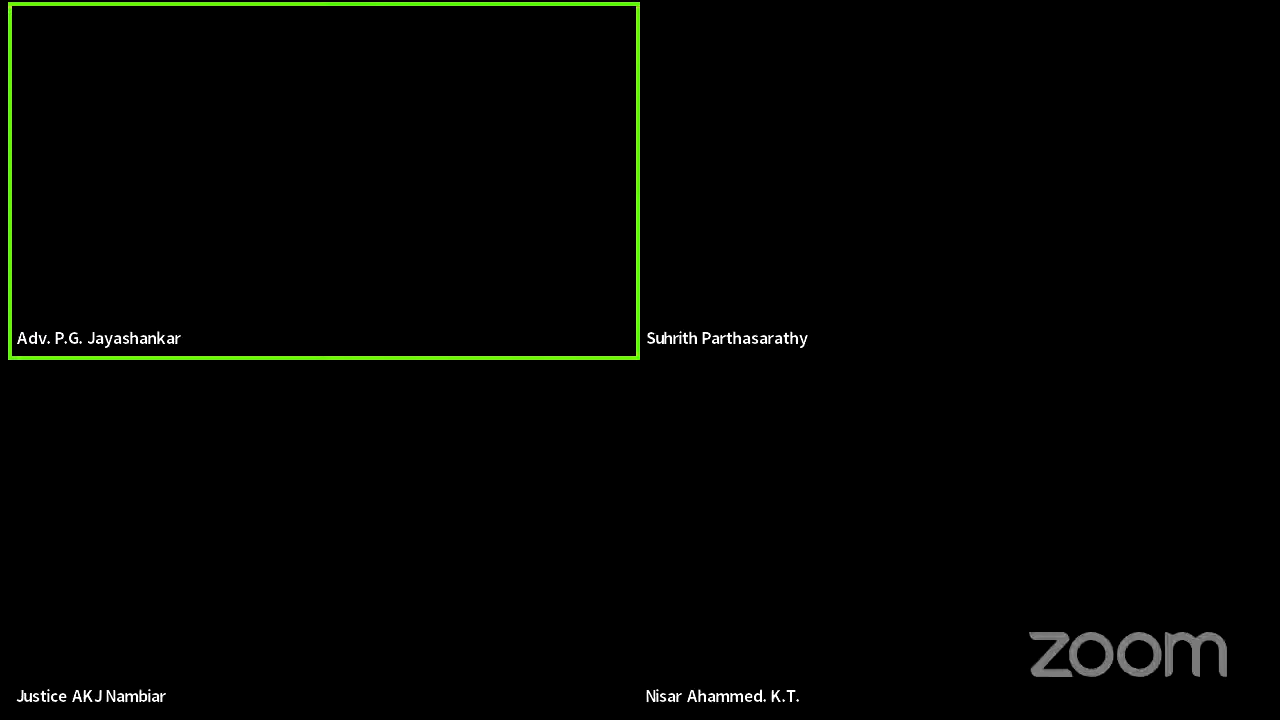 Adv. P.G. Jayashankar
Suhrith Parthasarathy
Justice AKJ Nambiar
Nisar Ahammed. K.T.
zoom